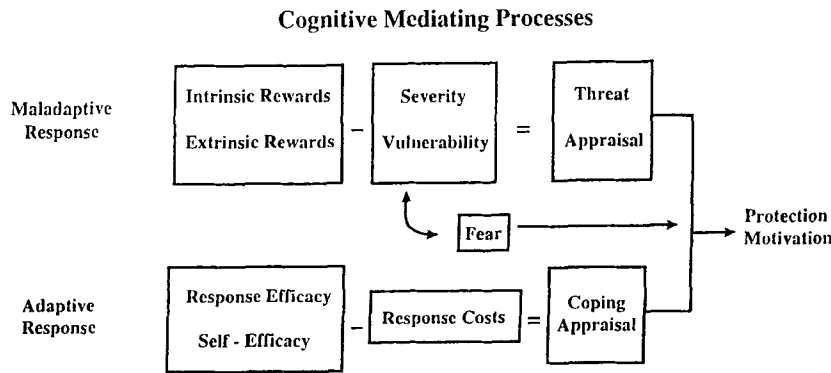 Cognitive Mediating Processes
Maladaptive
Response
Intrinsic Rewards
Extrinsic Rewards
–
Severity
Vulnerability
=
Threat
Appraisal
Fear
Protection
Motivation
Adaptive
Response
Response Efficacy
Self - Efficacy
–
Response Costs
=
Coping
Appraisal